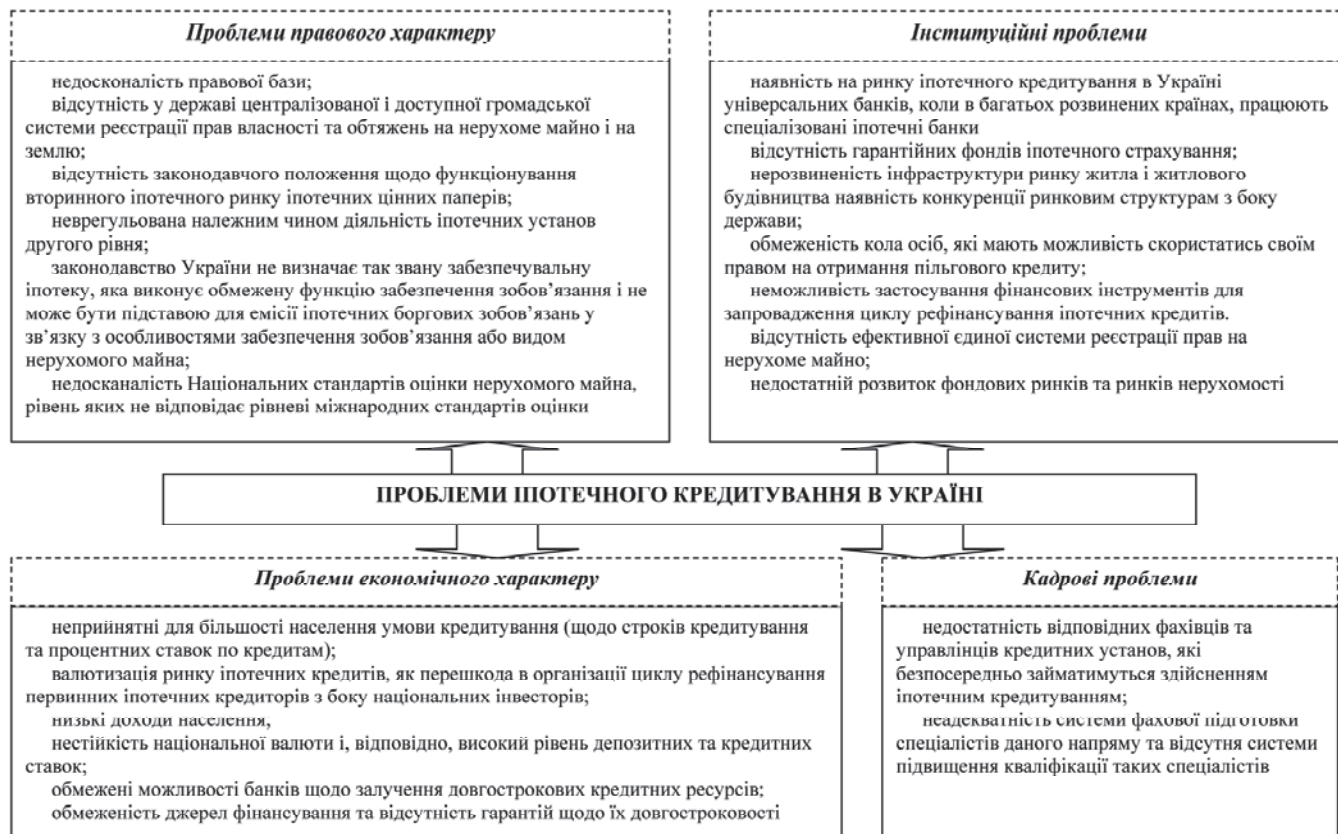 Проблеми правового характеру
недосконалість правової бази;
відсутність у державі централізованої і доступної громадської
системи реєстрації прав власності та обтяжень на нерухоме майно і на
землю;
відсутність законодавчого положення щодо функціонування
вторинного іпотечного ринку іпотечних цінних паперів;
неврегульована належним чином діяльність іпотечних установ
другого рівня;
законодавство України не визначає так звану забезпечувальну
іпотеку, яка виконує обмежену функцію забезпечення зобов’язання і не
може бути підставою для емісії іпотечних боргових зобов’язань у
зв’язку з особливостями забезпечення зобов’язання або видом
нерухомого майна;
недосканалість Національних стандартів оцінки нерухомого майна,
рівень яких не відповідає рівневі міжнародних стандартів оцінки
Інституційні проблеми
наявність на ринку іпотечного кредитування в Україні
універсальних банків, коли в багатьох розвинених країнах, працюють
спеціалізовані іпотечні банки
відсутність гарантійних фондів іпотечного страхування;
нерозвиненість інфраструктури ринку житла і житлового
будівництва наявність конкуренції ринковим структурам з боку
держави;
обмеженість кола осіб, які мають можливість скористатись своїм
правом на отримання пільгового кредиту;
неможливість застосування фінансових інструментів для
запровадження циклу рефінансування іпотечних кредитів.
відсутність ефективної єдиної системи реєстрації прав на
нерухоме майно;
недостатній розвиток фондових ринків та ринків нерухомості
ПРОБЛЕМИ ІПОТЕЧНОГО КРЕДИТУВАННЯ В УКРАЇНІ
Проблеми економічного характеру
неприйнятні для більшості населення умови кредитування (щодо строків кредитування
та процентних ставок по кредитам);
валютизація ринку іпотечних кредитів, як перешкода в організації циклу рефінансування
первинних іпотечних кредиторів з боку національних інвесторів;
низькі доходи населення,
нестійкість національної валюти і, відповідно, високий рівень депозитних та кредитних
ставок;
обмежені можливості банків щодо залучення довгострокових кредитних ресурсів;
обмеженість джерел фінансування та відсутність гарантій щодо їх довгостроковості
Кадрові проблеми
недостатність відповідних фахівців та
управлінців кредитних установ, які
безпосередньо займатимуться здійсненням
іпотечним кредитуванням;
неадекватність системи фахової підготовки
спеціалістів даного напряму та відсутня системи
підвищення кваліфікації таких спеціалістів